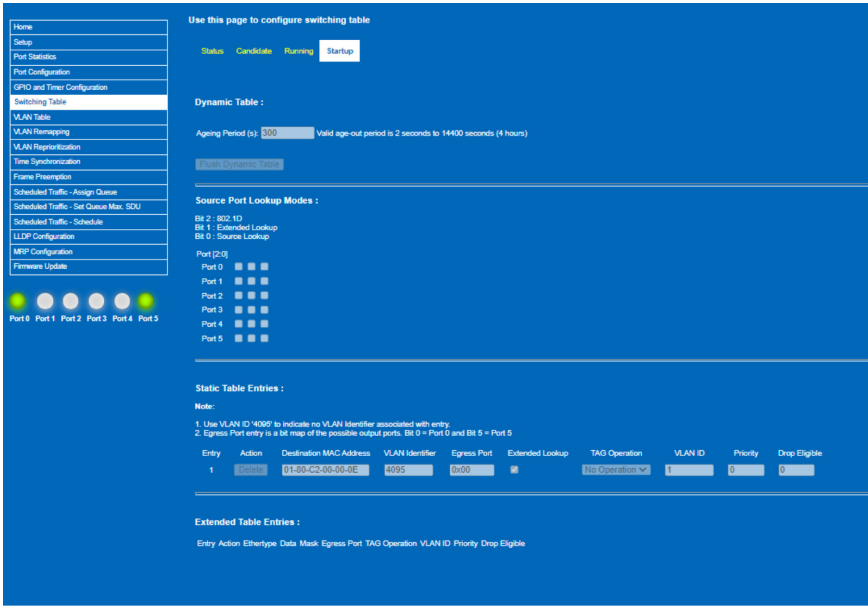 Home
Setup
Port Statistics
Port Configuration
GPIO and Timer Configuration
Switching Table
VLAN Table
VLAN Remapping
VLAN Reprioritization
Time Synchronization
Frame Preemption
Scheduled Traffic - Assign Queue
Scheduled Traffic - Set Queue Max. SDU
Scheduled Traffic - Schedule
LLDP Configuration
MRP Configuration
Firmware Update
Port 0 Port 1 Port 2 Port 3 Port 4 Port 5
Use this page to configure switching table
Status Candidate Running Startup
Dynamic Table :
Ageing Period (s): 300 Valid age-out period is 2 seconds to 14400 seconds (4 hours)
Flush Dynamic Table
Source Port Lookup Modes :
Bit 2 : 802.1D
Bit 1 : Extended Lookup
Bit 0 : Source Lookup
Port [2:0]
Port 0
Port 1
Port 2
Port 3
Port 4
Port 5
Static Table Entries :
Note:
1. Use VLAN ID '4095' to indicate no VLAN Identifier associated with entry.
2. Egress Port entry is a bit map of the possible output ports. Bit 0 = Port 0 and Bit 5 = Port 5
Entry Action Destination MAC Address VLAN Identifier Egress Port Extended Lookup TAG Operation VLAN ID Priority Drop Eligible
1 Delete 01-80-C2-00-00-0E 4095 0x00 No Operation 1 0 0
Extended Table Entries :
Entry Action Ethertype Data Mask Egress Port TAG Operation VLAN ID Priority Drop Eligible